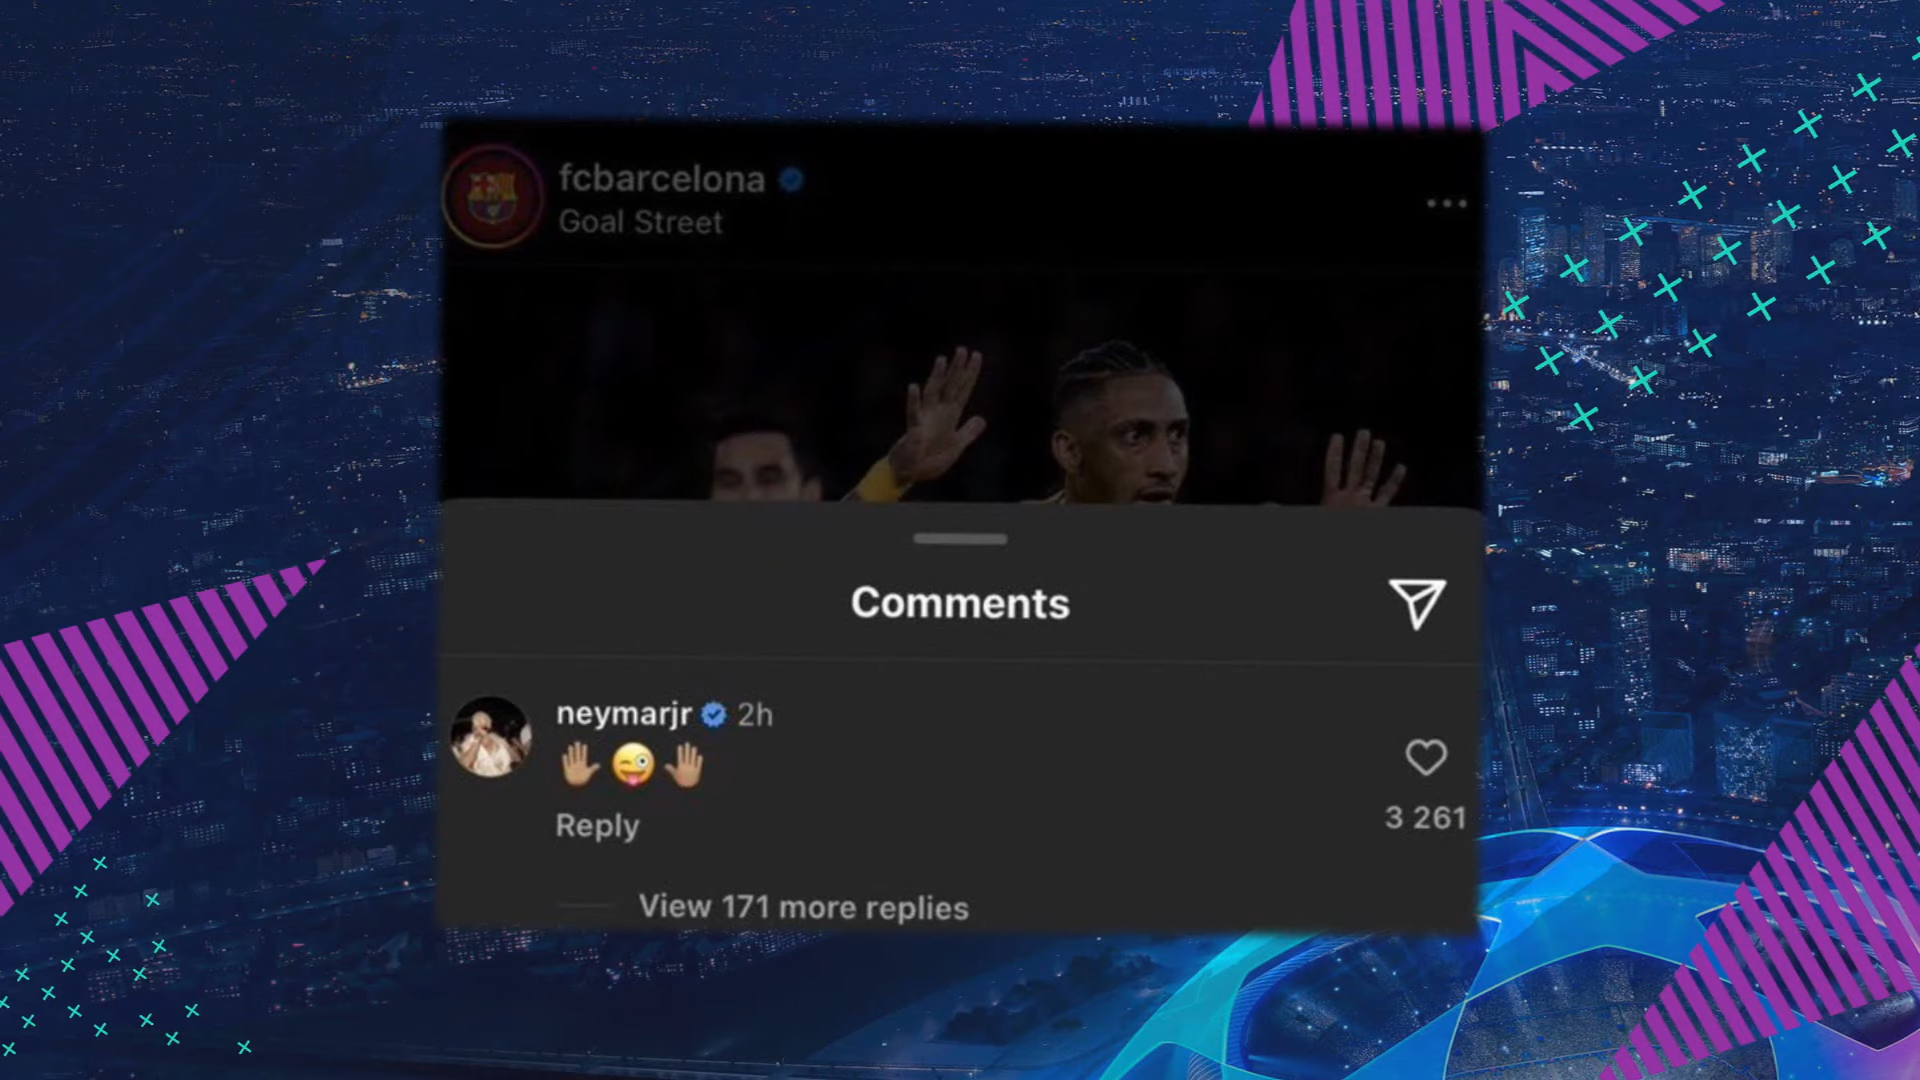 fcbarcelona
Goal Street
Comments
neymarjr 2h
🖐🏽😜🖐🏽
Reply
3 261
View 171 more replies